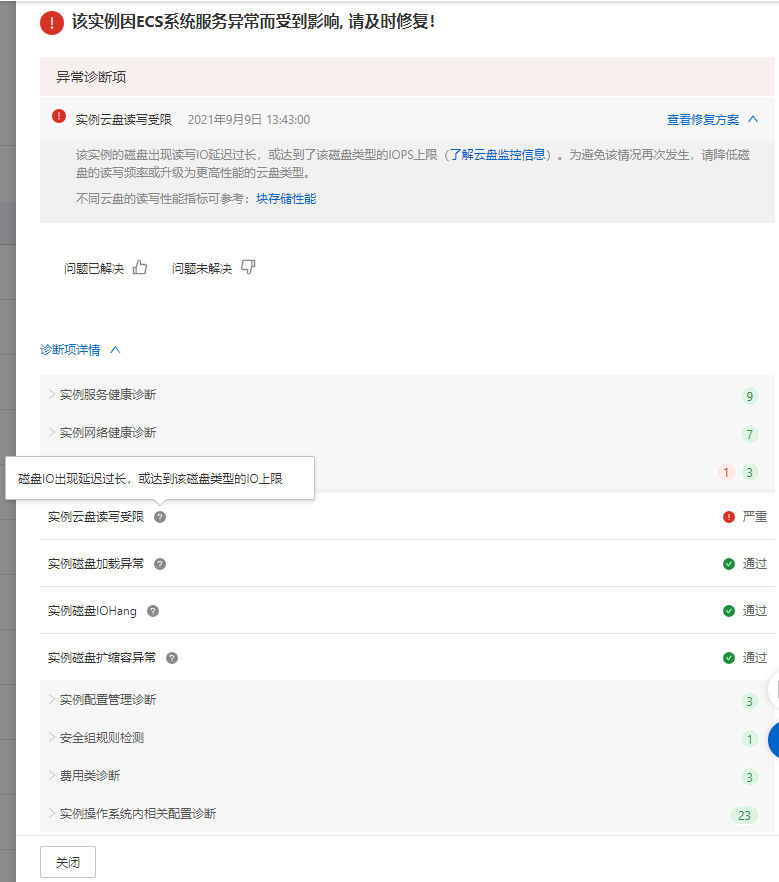 该实例因ECS系统服务异常而受到影响, 请及时修复!
异常诊断项
实例云盘读写受限 2021年9月9日 13:43:00 查看修复方案
该实例的磁盘出现读写IO延迟过长，或达到了该磁盘类型的IOPS上限（了解云盘监控信息）。为避免该情况再次发生，请降低磁
盘的读写频率或升级为更高性能的云盘类型。
不同云盘的读写性能指标可参考：块存储性能
问题已解决 问题未解决
诊断项详情
实例服务健康诊断 9
实例网络健康诊断 7
1 3
磁盘IO出现延迟过长，或达到该磁盘类型的IO上限
实例云盘读写受限 严重
实例磁盘加载异常 通过
实例磁盘IOHang 通过
实例磁盘扩缩容异常 通过
实例配置管理诊断 3
安全组规则检测 1
费用类诊断 3
实例操作系统内相关配置诊断 23
关闭